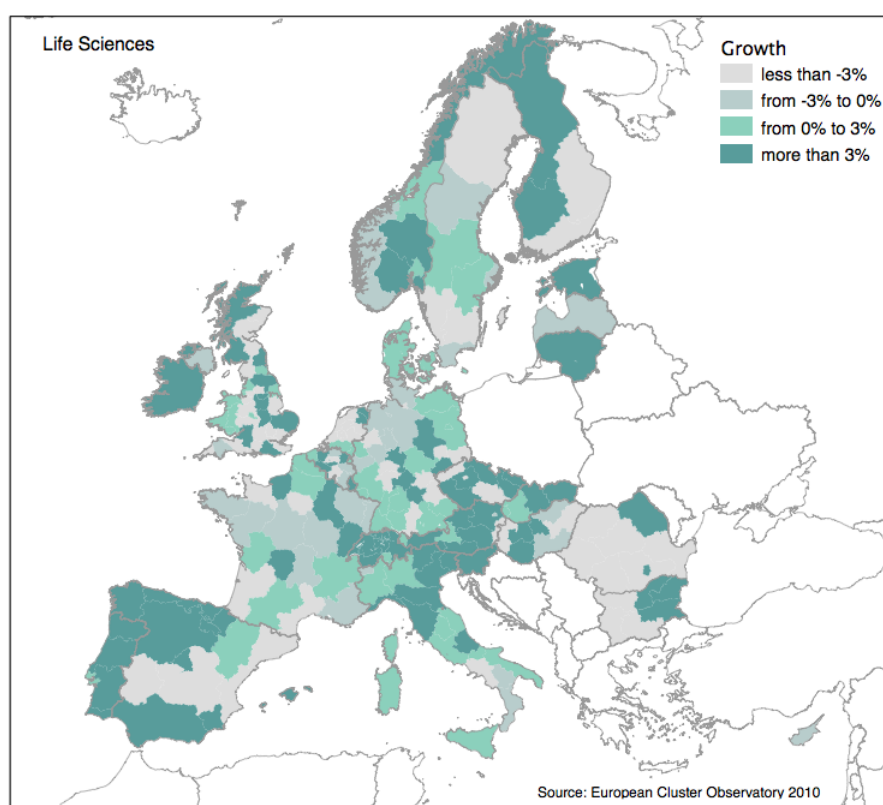 Life Sciences
Growth
less than -3%
from -3% to 0%
from 0% to 3%
more than 3%
Source: European Cluster Observatory 2010